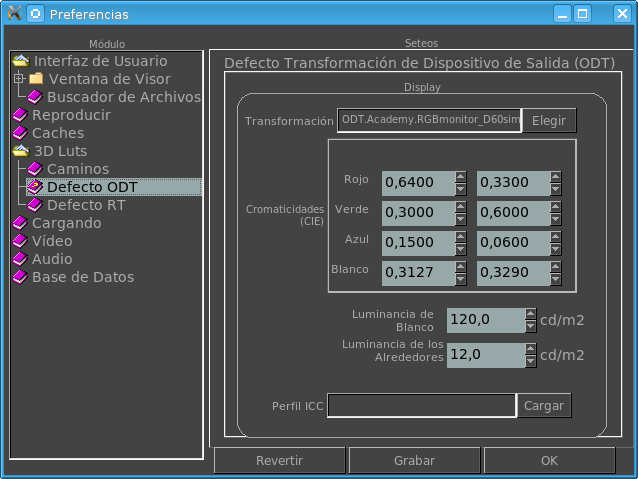 Preferencias
Módulo
Interfaz de Usuario
Ventana de Visor
Buscador de Archivos
Reproducir
Caches
3D Luts
Caminos
Defecto ODT
Defecto RT
Cargando
Vídeo
Audio
Base de Datos
Seteos
Defecto Transformación de Dispositivo de Salida (ODT)
Display
Transformación ODT.Academy.RGBmonitor_D60sim Elegir
Cromaticidades
(CIE)
Rojo 0,6400 0,3300
Verde 0,3000 0,6000
Azul 0,1500 0,0600
Blanco 0,3127 0,3290
Luminancia de
Blanco 120,0 cd/m2
Luminancia de los
Alrededores 12,0 cd/m2
Perfil ICC Cargar
Revertir Grabar OK